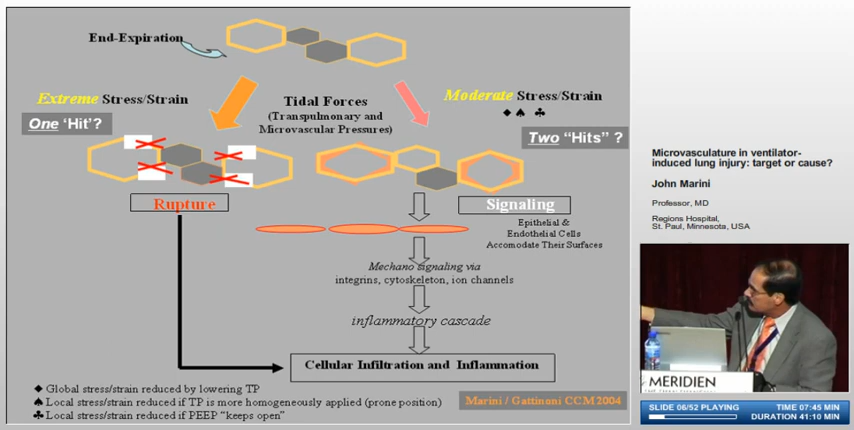 End-Expiration
Extreme Stress/Strain
One 'Hit'?
Tidal Forces
(Transpulmonary and
Microvascular Pressures)
Moderate Stress/Strain
◆♠ ♣
Two "Hits" ?
Rupture
Signaling
Epithelial &
Endothelial Cells
Accomodate Their Surfaces
Mechano signaling via
integrins, cytoskeleton, ion channels
inflammatory cascade
Cellular Infiltration and Inflammation
◆ Global stress/strain reduced by lowering TP
♠ Local stress/strain reduced if TP is more homogeneously applied (prone position)
♣ Local stress/strain reduced if PEEP "keeps open"
Marini / Gattinoni CCM 2004
Microvasculature in ventilator-
induced lung injury: target or cause?
John Marini
Professor, MD
Regions Hospital,
St. Paul, Minnesota, USA
MERIDIEN
SLIDE 06/52 PLAYING
TIME 07:45 MIN
DURATION 41:10 MIN